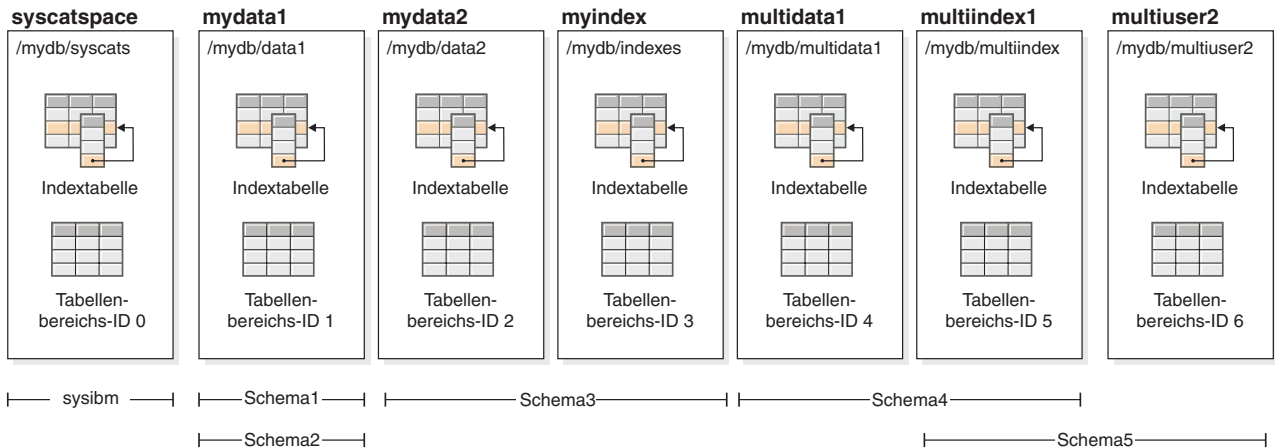 syscatspace
mydata1
mydata2
myindex
multidata1
multiindex1
multiuser2
/mydb/syscats
/mydb/data1
/mydb/data2
/mydb/indexes
/mydb/multidata1
/mydb/multiindex
/mydb/multiuser2
Indextabelle
Indextabelle
Indextabelle
Indextabelle
Indextabelle
Indextabelle
Indextabelle
Tabellen-
bereichs-ID 0
Tabellen-
bereichs-ID 1
Tabellen-
bereichs-ID 2
Tabellen-
bereichs-ID 3
Tabellen-
bereichs-ID 4
Tabellen-
bereichs-ID 5
Tabellen-
bereichs-ID 6
sysibm
Schema1
Schema3
Schema4
Schema2
Schema5